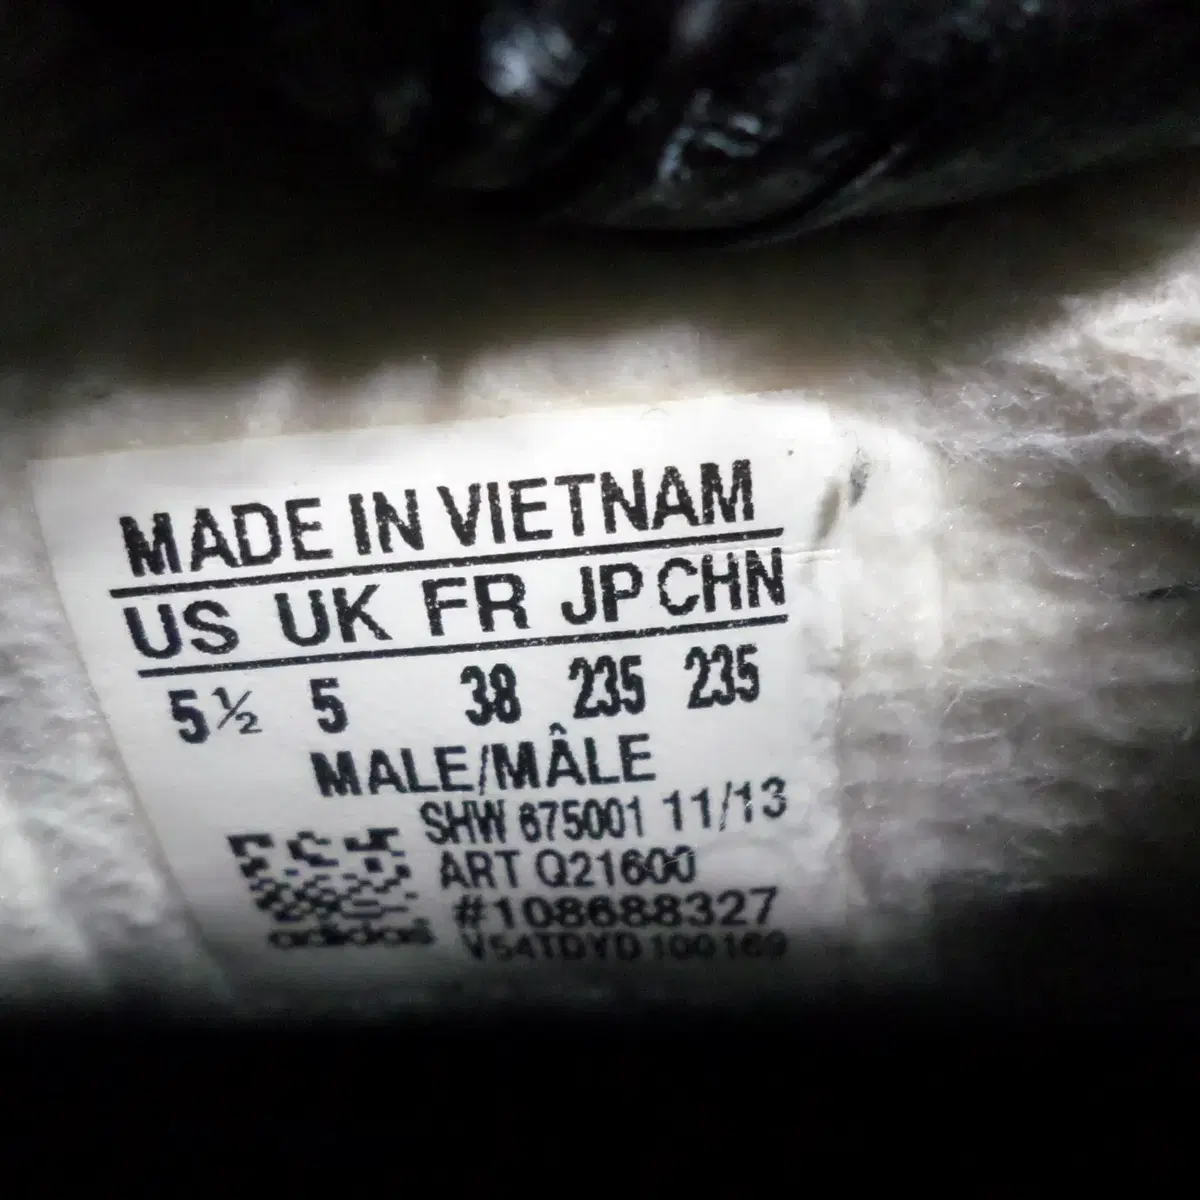 MADE IN VIETNAM
US UK FR JP CHN
5½ 5 38 235 235
MALE/MÂLE
SHW 675001 11/13
ART Q21600
#108688327
adidas V54TDYD100169